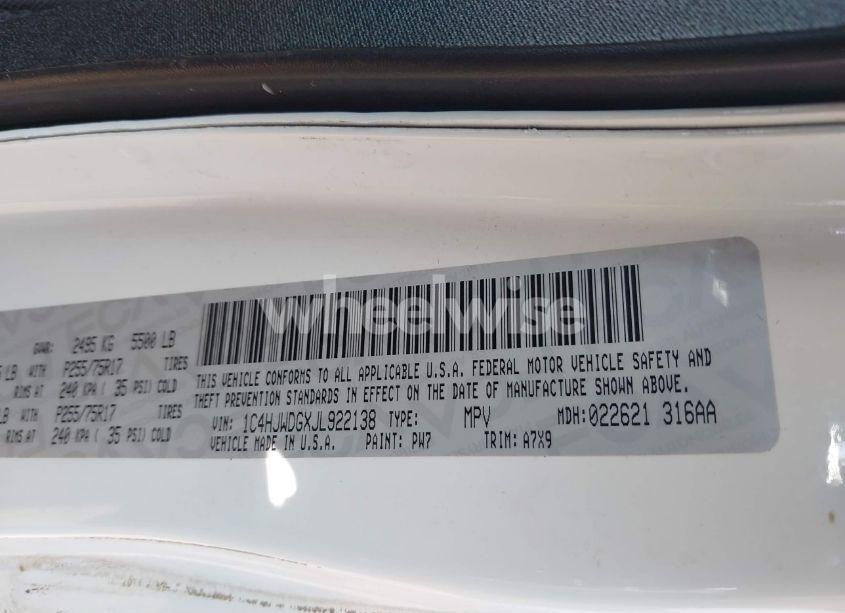 wheelwise
GVWR: 2495 KG 5500 LB
LB WITH P255/75R17 TIRES
RIMS AT 240 KPA ( 35 PSI) COLD
LB WITH P255/75R17 TIRES
RIMS AT 240 KPA ( 35 PSI) COLD
THIS VEHICLE CONFORMS TO ALL APPLICABLE U.S.A. FEDERAL MOTOR VEHICLE SAFETY AND
THEFT PREVENTION STANDARDS IN EFFECT ON THE DATE OF MANUFACTURE SHOWN ABOVE.
VIN: 1C4HJWDGXJL922138 TYPE: MPV MDH:022621 316AA
VEHICLE MADE IN U.S.A. PAINT: PW7 TRIM: A7X9